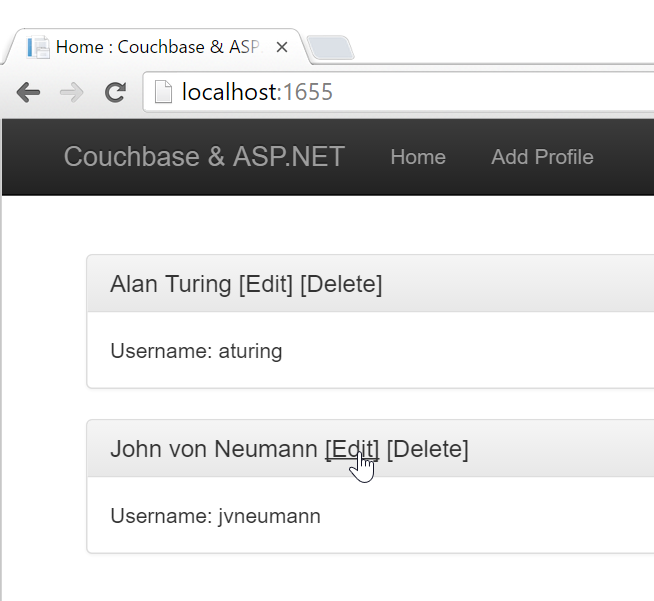 Home : Couchbase & ASP
localhost:1655
Couchbase & ASP.NET Home Add Profile
Alan Turing [Edit] [Delete]
Username: aturing
John von Neumann [Edit] [Delete]
Username: jvneumann